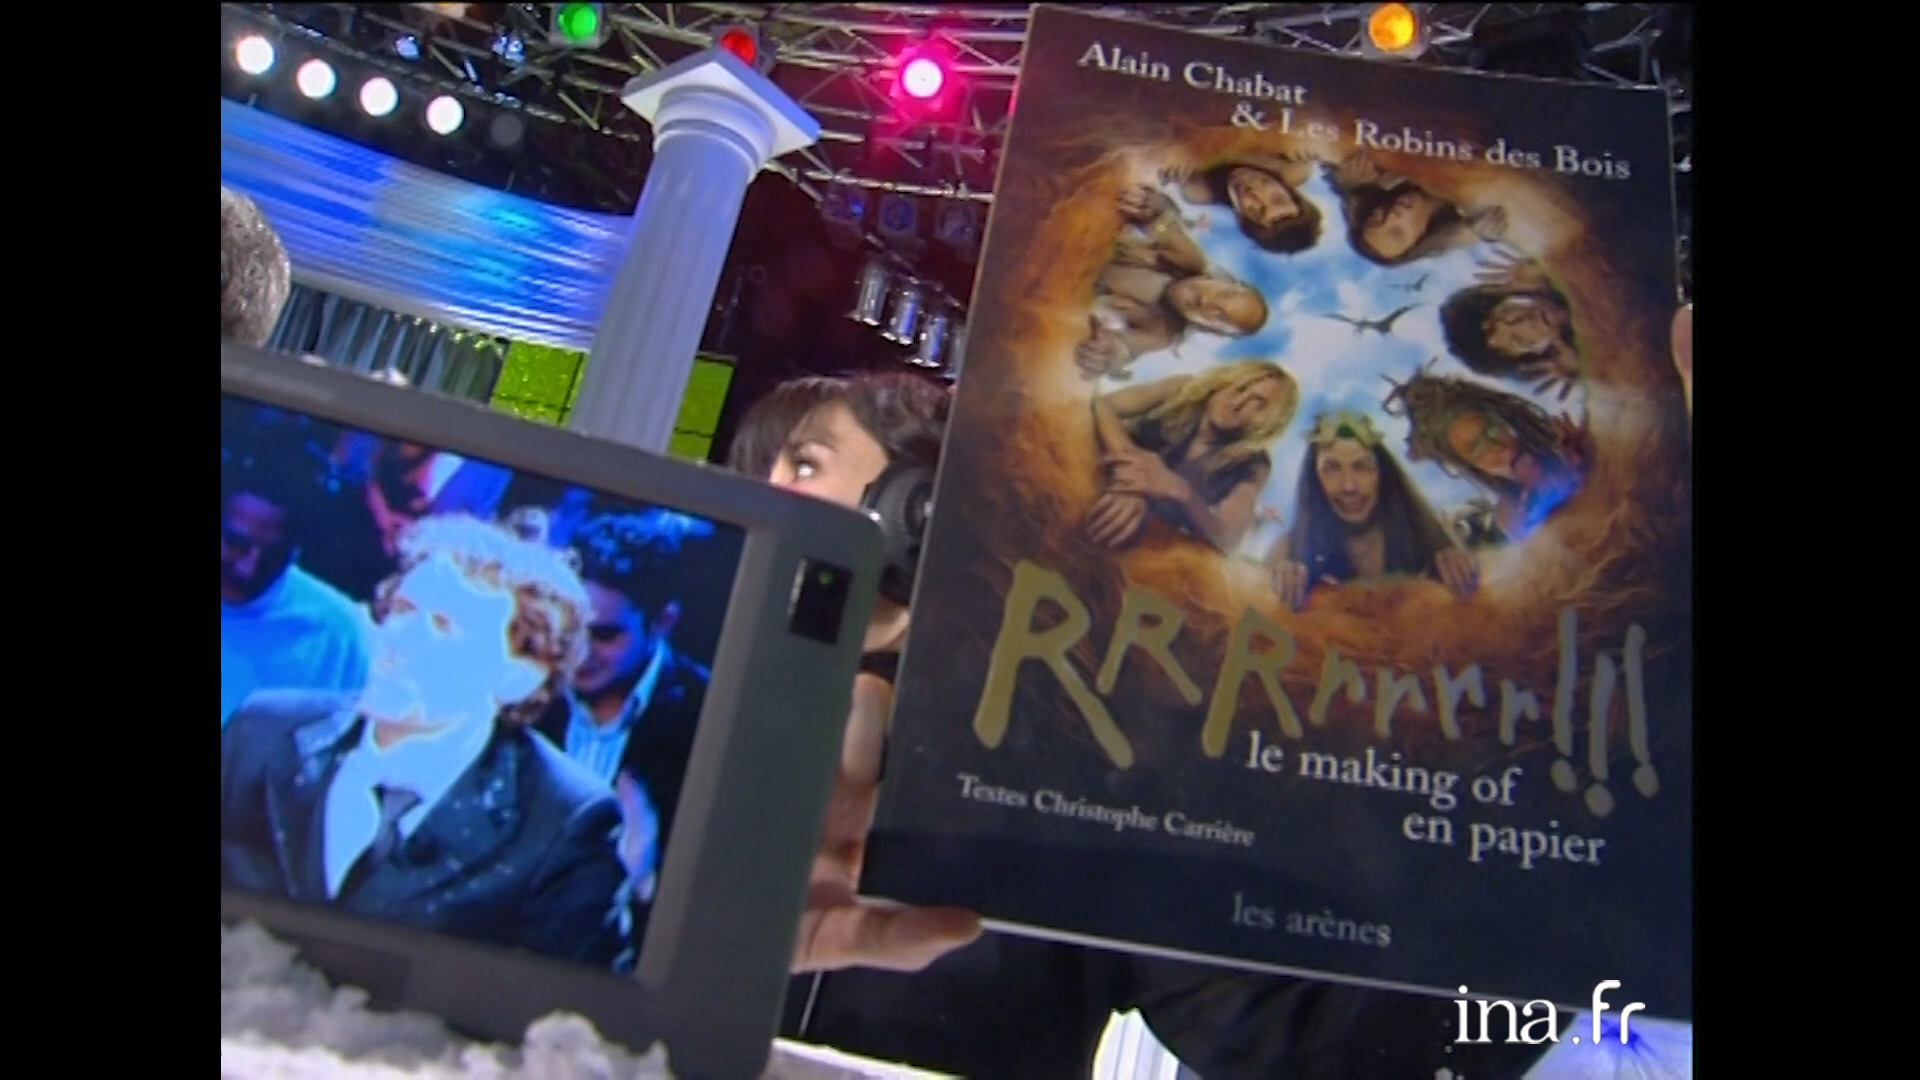 Alain Chabat
& Les Robins des Bois
RRRrrrr!!!
le making of
en papier
Textes Christophe Carrière
les arènes
ina.fr